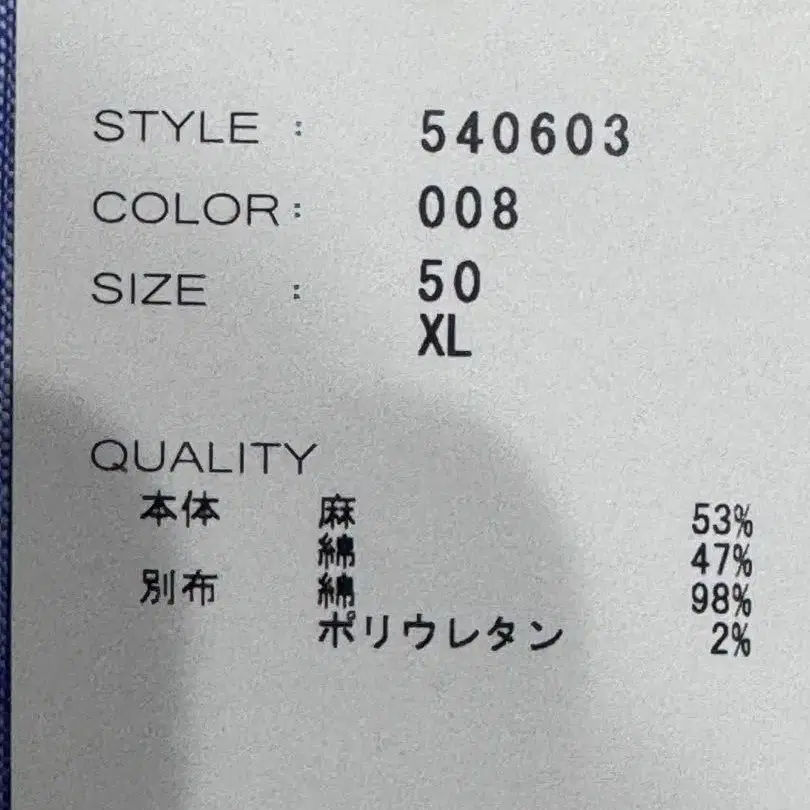 STYLE : 540603
COLOR: 008
SIZE : 50
XL
QUALITY
本体 麻 53%
綿 47%
別布 綿 98%
ポリウレタン 2%